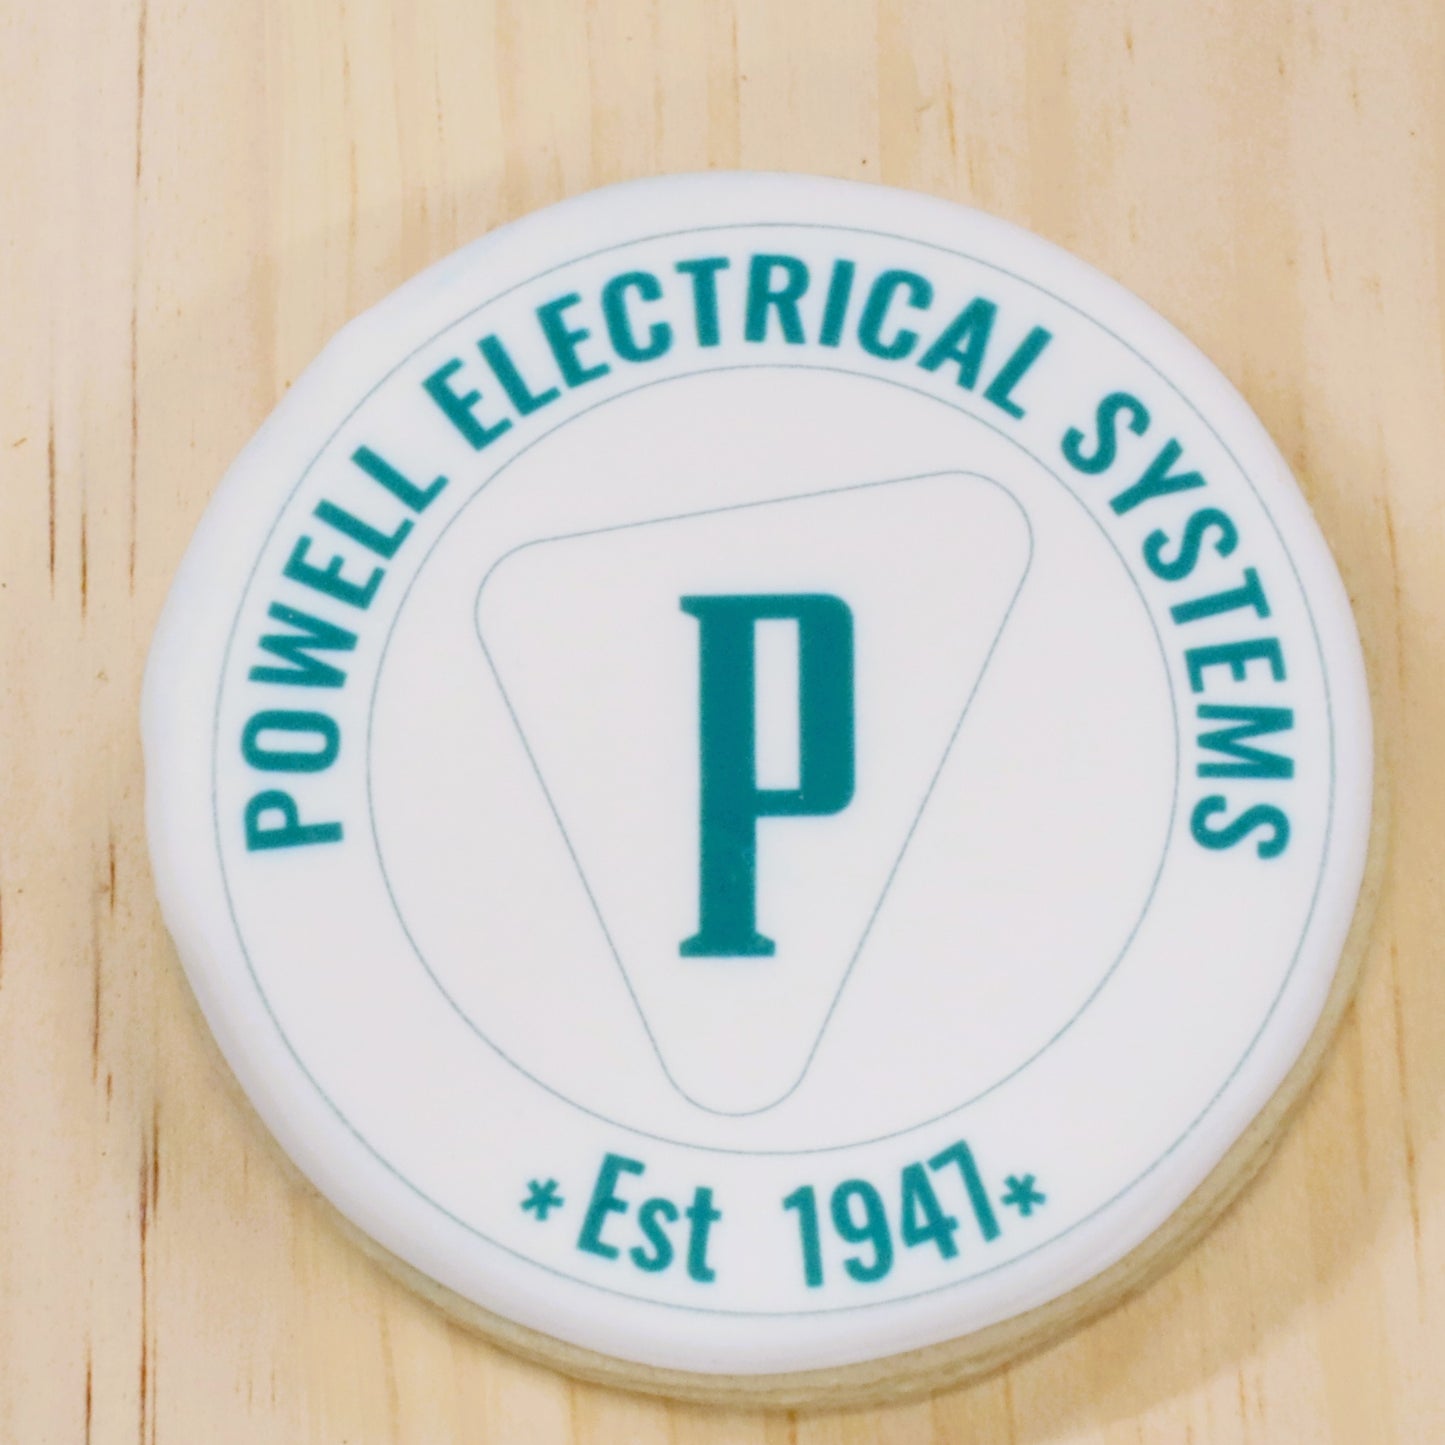 POWELL ELECTRICAL SYSTEMS
P
*Est 1947*